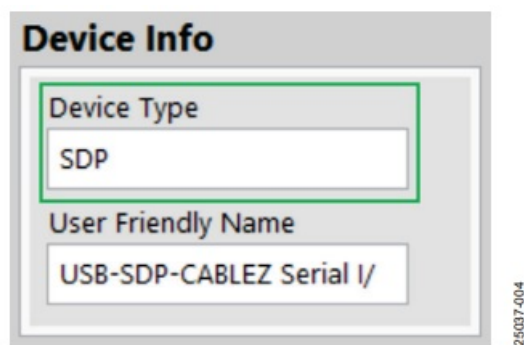 Device Info
Device Type
SDP
User Friendly Name
USB-SDP-CABLEZ Serial I/
25037-004